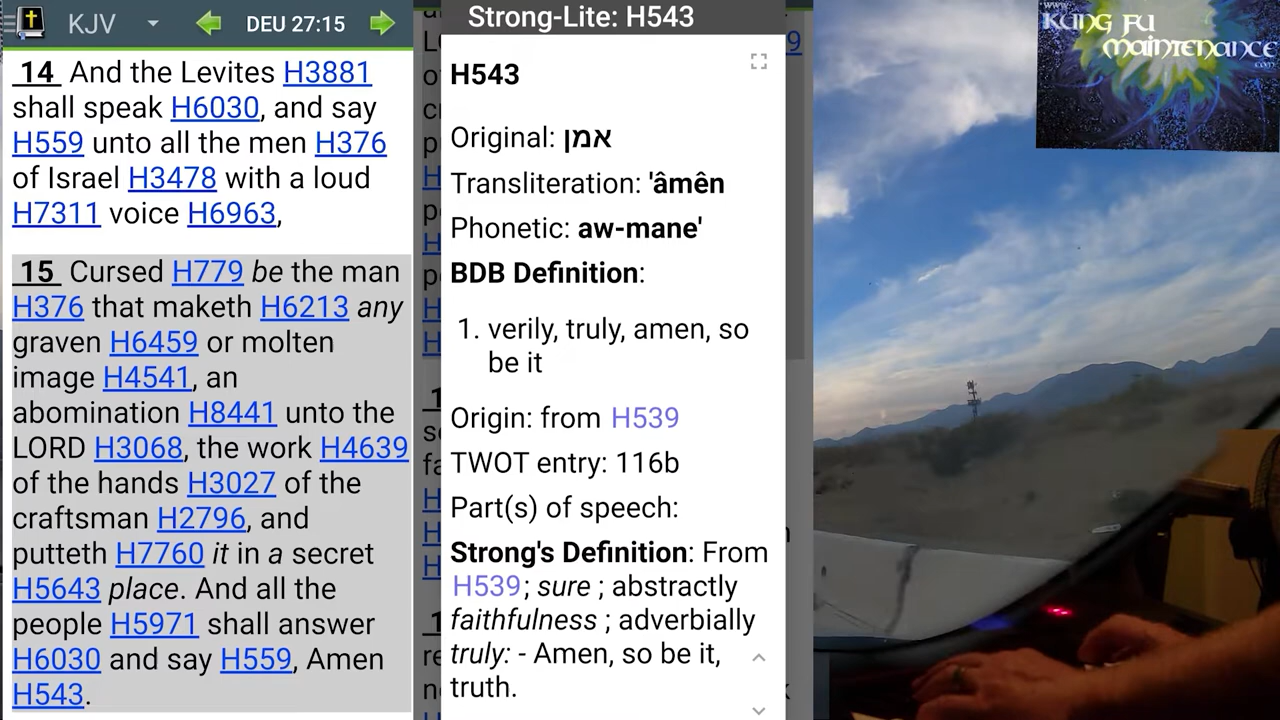 KJV
DEU 27:15
14 And the Levites H3881
shall speak H6030, and say
H559 unto all the men H376
of Israel H3478 with a loud
H7311 voice H6963,
15 Cursed H779 be the man
H376 that maketh H6213 any
graven H6459 or molten
image H4541, an
abomination H8441 unto the
LORD H3068, the work H4639
of the hands H3027 of the
craftsman H2796, and
putteth H7760 it in a secret
H5643 place. And all the
people H5971 shall answer
H6030 and say H559, Amen
H543.
Strong-Lite: H543
H543
Original: אמן
Transliteration: 'âmên
Phonetic: aw-mane'
BDB Definition:
1. verily, truly, amen, so
be it
Origin: from H539
TWOT entry: 116b
Part(s) of speech:
Strong's Definition: From
H539; sure ; abstractly
faithfulness ; adverbially
truly: - Amen, so be it,
truth.
www.
KUNG FU
MAINTENANCE
.com